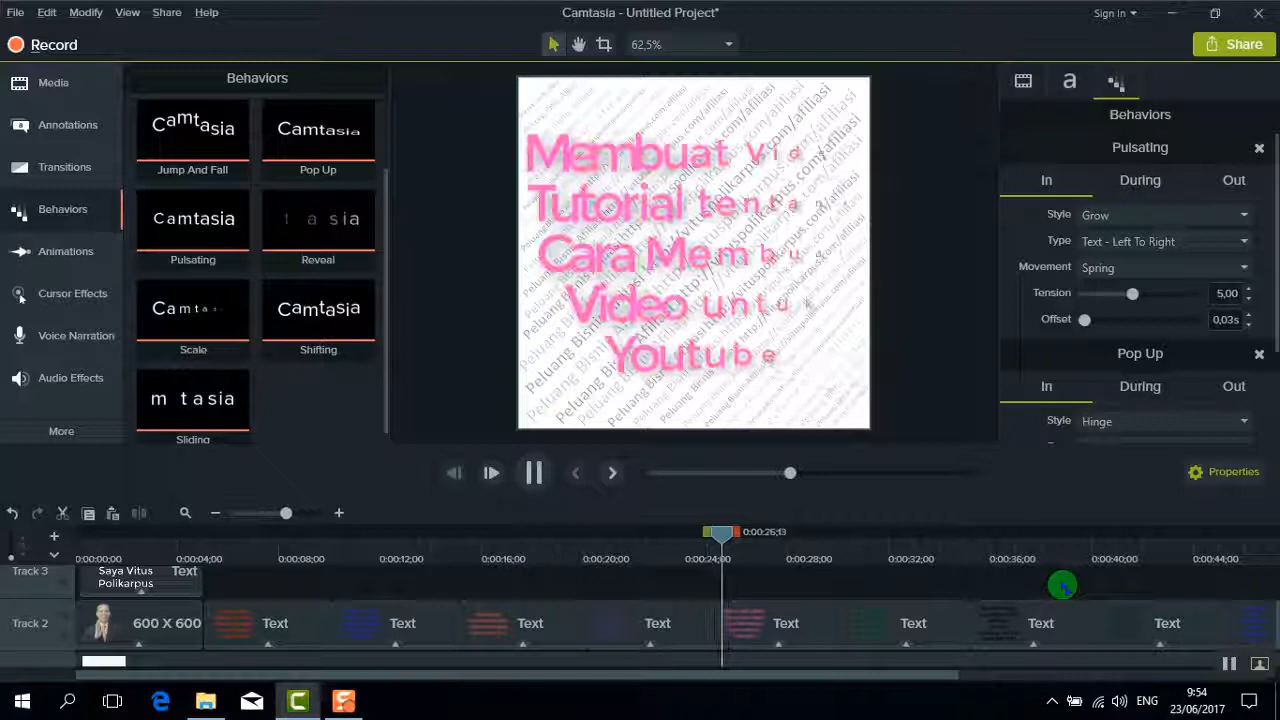 File Edit Modify View Share Help
Camtasia - Untitled Project*
Sign In
Record
62,5%
Share
Media
Annotations
Transitions
Behaviors
Animations
Cursor Effects
Voice Narration
Audio Effects
More
Behaviors
Camtasia Camtasia
Jump And Fall Pop Up
Camtasia t a sia
Pulsating Reveal
Camta Camtasia
Scale Shifting
m t asia
Sliding
Membuat Vid
Tutorial tenta
Cara Membu
Video untuk
Youtube
a
Behaviors
Pulsating
In During Out
Style Grow
Type Text - Left To Right
Movement Spring
Tension 5,00
Offset 0,03s
Pop Up
In During Out
Style Hinge
Properties
0:00:25;13
0:00:00;00 0:00:04;00 0:00:08;00 0:00:12;00 0:00:16;00 0:00:20;00 0:00:24;00 0:00:28;00 0:00:32;00 0:00:36;00 0:00:40;00 0:00:44;00
Track 3
Saya Vitus
Polikarpus
Text
Track 2 600 X 600 Text Text Text Text Text Text Text Text
ENG
9:54
23/06/2017